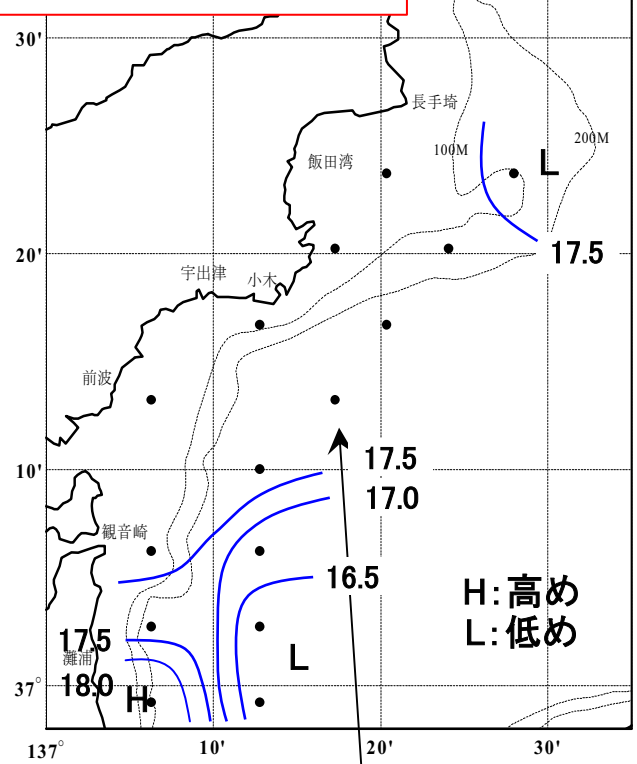 30'
長手埼
飯田湾
100M
200M
L
20'
17.5
宇出津
小木
前波
10'
17.5
17.0
観音崎
16.5
H:高め
L:低め
17.5
灘浦
L
18.0
H
37°
137°
10'
20'
30'